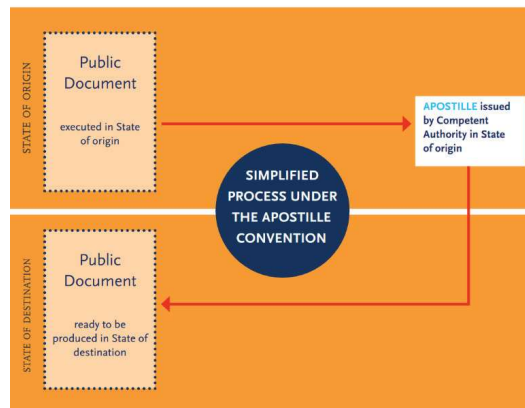 STATE OF ORIGIN
Public
Document
executed in State
of origin
APOSTILLE issued
by Competent
Authority in State
of origin
SIMPLIFIED
PROCESS UNDER
THE APOSTILLE
CONVENTION
STATE OF DESTINATION
Public
Document
ready to be
produced in State of
destination